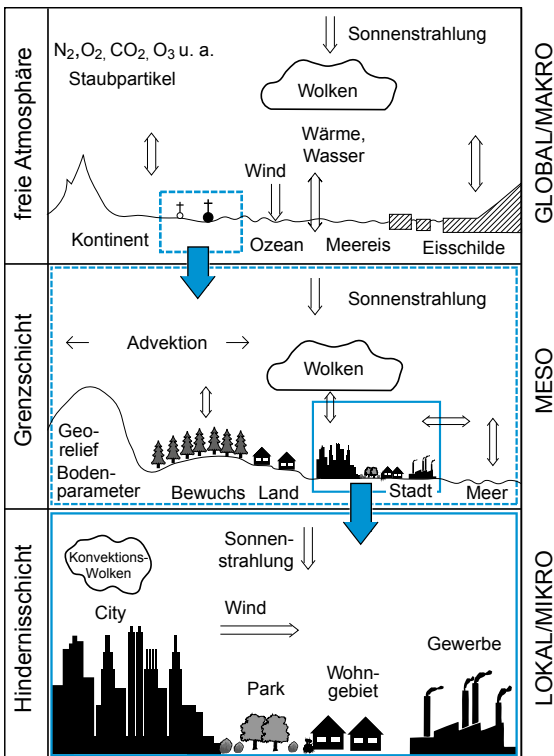 freie Atmosphäre
N₂,O₂, CO₂, O₃ u. a.
Staubpartikel
Sonnenstrahlung
Wolken
Wärme,
Wasser
Wind
Kontinent
Ozean
Meereis
Eisschilde
GLOBAL/MAKRO
Grenzschicht
Sonnenstrahlung
Advektion
Wolken
Geo-
relief
Boden-
parameter
Bewuchs
Land
Stadt
Meer
MESO
Hindernisschicht
Konvektions-
Wolken
Sonnen-
strahlung
City
Wind
Gewerbe
Park
Wohn-
gebiet
LOKAL/MIKRO